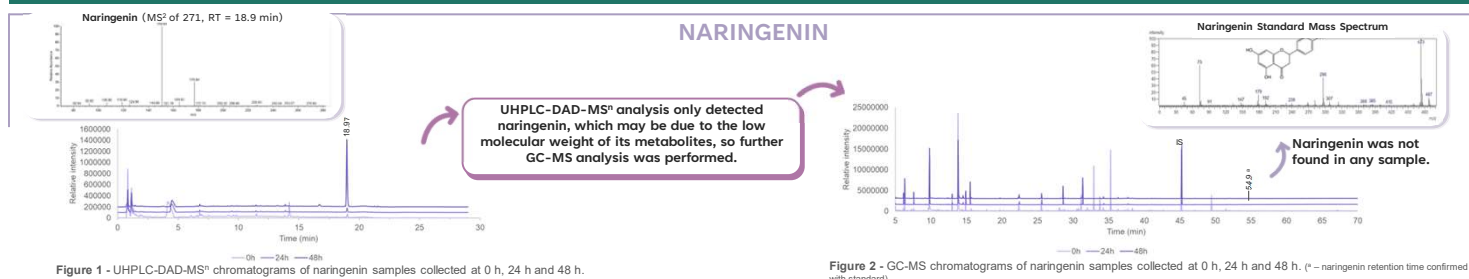 NARINGENIN
Naringenin (MS² of 271, RT = 18.9 min)
1600000
1400000
1200000
1000000
800000
600000
400000
200000
0
Relative intensity
18.97
0 5 10 15 20 25 30
Time (min)
0h 24h 48h
Figure 1 - UHPLC-DAD-MSⁿ chromatograms of naringenin samples collected at 0 h, 24 h and 48 h.
UHPLC-DAD-MSⁿ analysis only detected
naringenin, which may be due to the low
molecular weight of its metabolites, so further
GC-MS analysis was performed.
Naringenin Standard Mass Spectrum
HO
OH
O
73
296
Naringenin was not
found in any sample.
25000000
20000000
15000000
10000000
5000000
0
Relative intensity
IS
54.9 ª
5 10 15 20 25 30 35 40 45 50 55 60 65 70
Time (min)
0h 24h 48h
Figure 2 - GC-MS chromatograms of naringenin samples collected at 0 h, 24 h and 48 h. (ª – naringenin retention time confirmed
with standard)